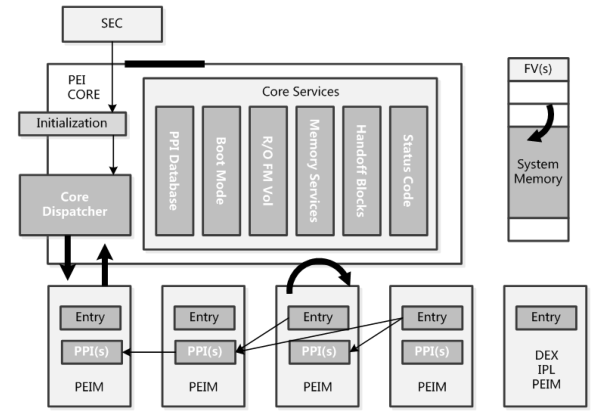 SEC
PEI
CORE
Initialization
Core
Dispatcher
Core Services
PPI Database
Boot Mode
R/O FM Vol
Memory Services
Handoff Blocks
Status Code
FV(s)
System
Memory
Entry
PPI(s)
PEIM
Entry
PPI(s)
PEIM
Entry
PPI(s)
PEIM
Entry
PPI(s)
PEIM
Entry
DEX
IPL
PEIM